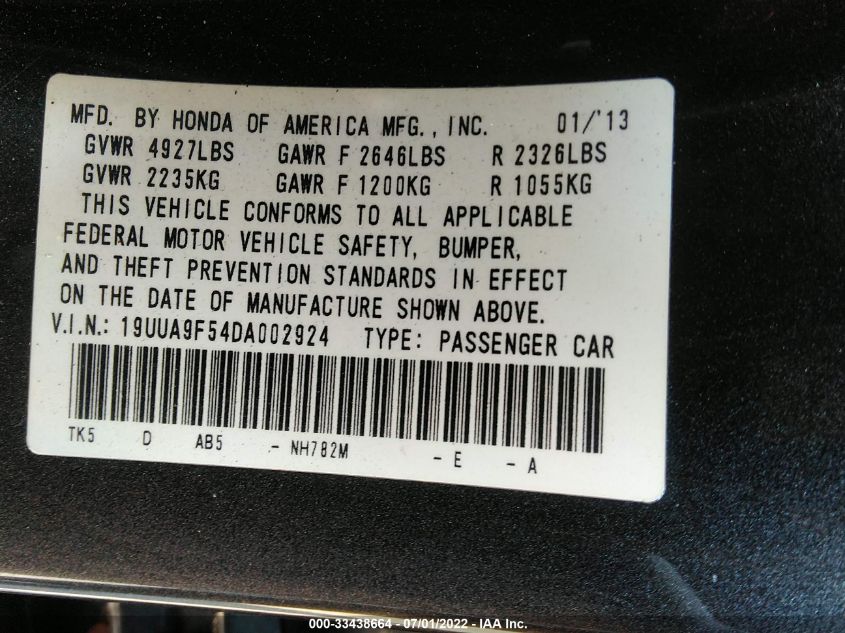 MFD. BY HONDA OF AMERICA MFG., INC. 01/'13
GVWR 4927LBS GAWR F 2646LBS R 2326LBS
GVWR 2235KG GAWR F 1200KG R 1055KG
THIS VEHICLE CONFORMS TO ALL APPLICABLE
FEDERAL MOTOR VEHICLE SAFETY, BUMPER,
AND THEFT PREVENTION STANDARDS IN EFFECT
ON THE DATE OF MANUFACTURE SHOWN ABOVE.
V.I.N.: 19UUA9F54DA002924 TYPE: PASSENGER CAR
TK5 D AB5 - NH782M - E - A
000-33438664 - 07/01/2022 - IAA Inc.